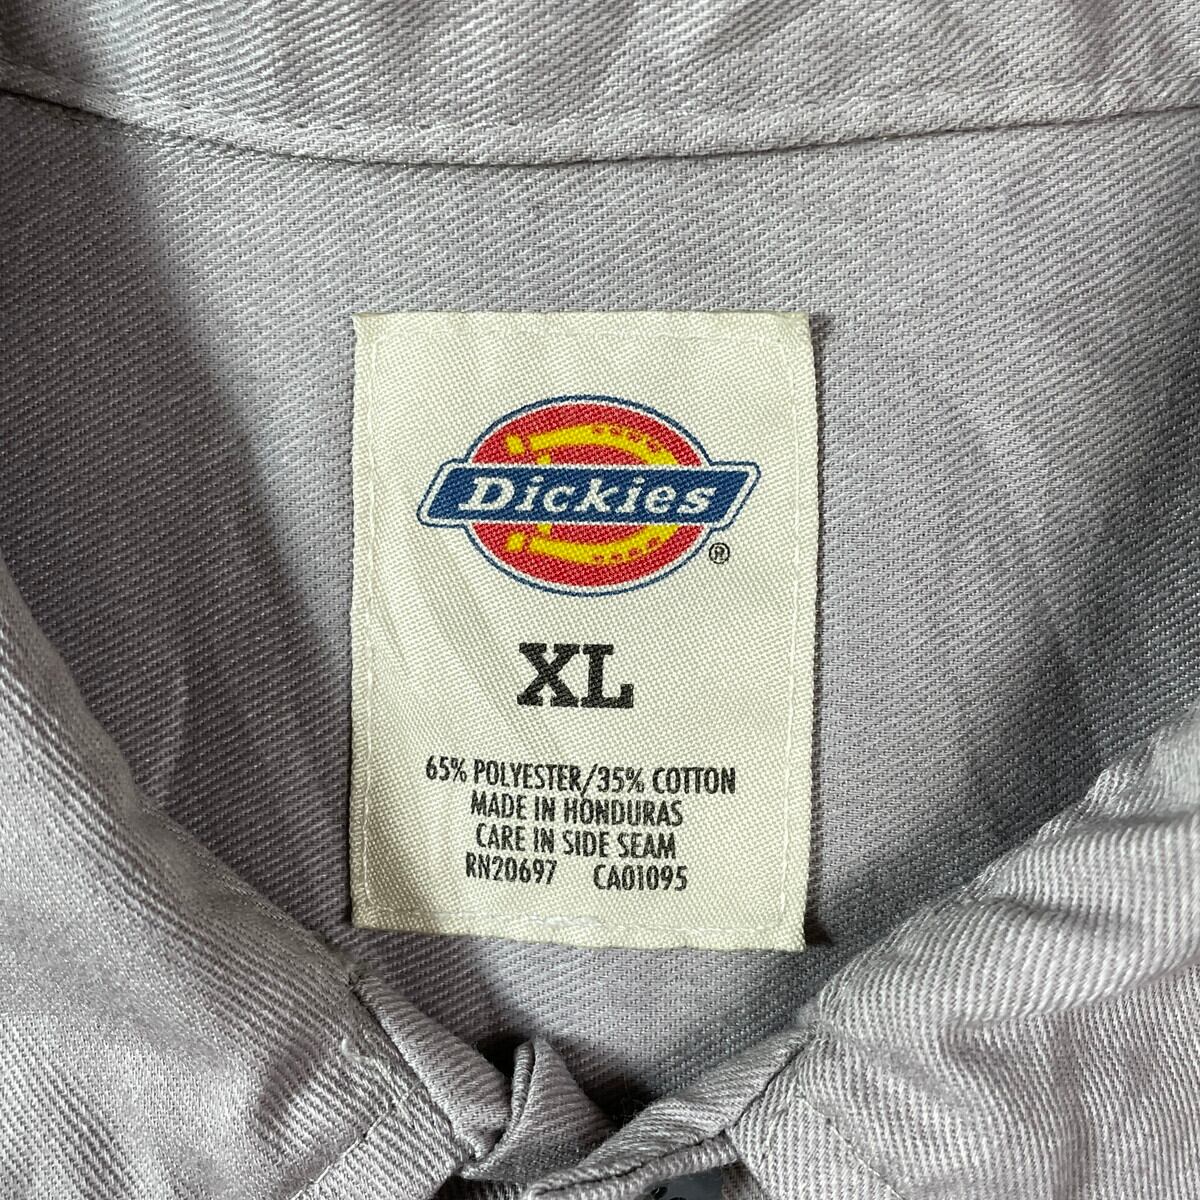 Dickies
®
XL
65% POLYESTER/35% COTTON
MADE IN HONDURAS
CARE IN SIDE SEAM
RN20697 CA01095